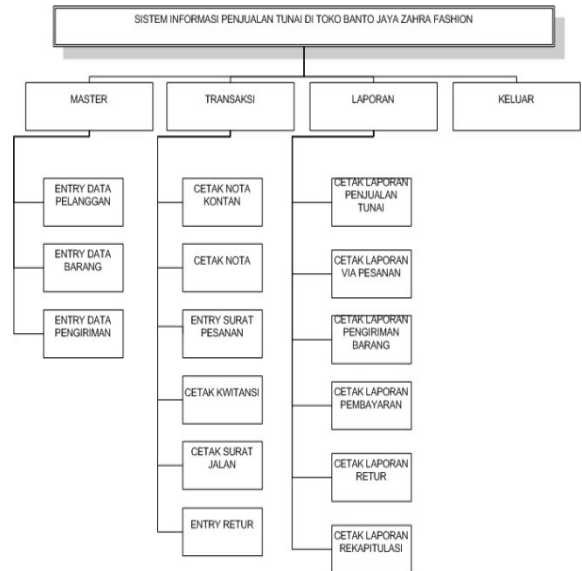 SISTEM INFORMASI PENJUALAN TUNAI DI TOKO BANTO JAYA ZAHRA FASHION
MASTER
TRANSAKSI
LAPORAN
KELUAR
ENTRY DATA
PELANGGAN
ENTRY DATA
BARANG
ENTRY DATA
PENGIRIMAN
CETAK NOTA
KONTAN
CETAK NOTA
ENTRY SURAT
PESANAN
CETAK KWITANSI
CETAK SURAT
JALAN
ENTRY RETUR
CETAK LAPORAN
PENJUALAN
TUNAI
CETAK LAPORAN
VIA PESANAN
CETAK LAPORAN
PENGIRIMAN
BARANG
CETAK LAPORAN
PEMBAYARAN
CETAK LAPORAN
RETUR
CETAK LAPORAN
REKAPITULASI